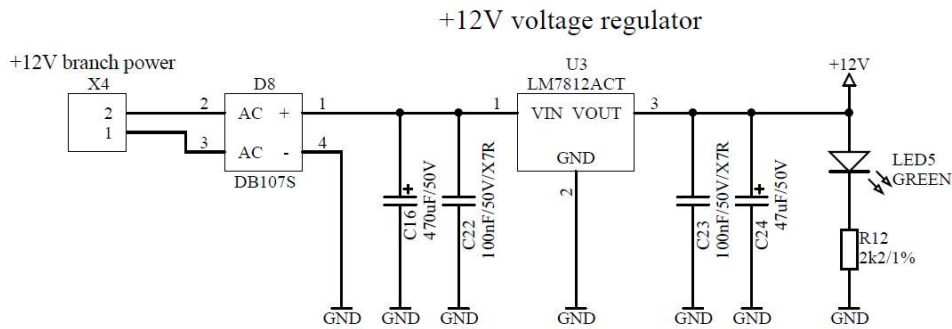 +12V voltage regulator
+12V branch power
X4
2
1
2
3
D8
AC +
AC -
DB107S
1
4
C16
470uF/50V
C22
100nF/50V/X7R
1
U3
LM7812ACT
VIN VOUT
GND
2
3
C23
100nF/50V/X7R
C24
47uF/50V
+12V
LED5
GREEN
R12
2k2/1%
GND
GND
GND
GND
GND
GND
GND